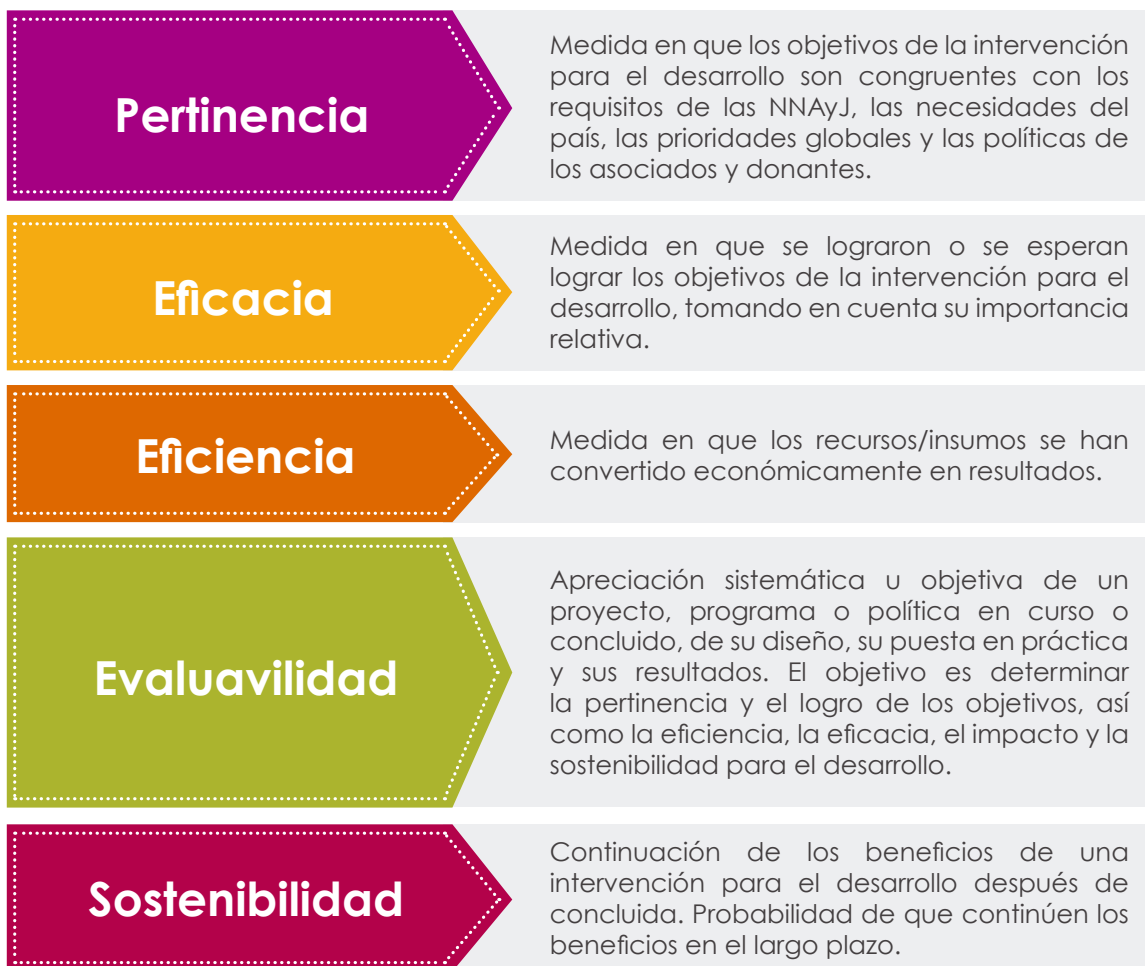 Pertinencia
Medida en que los objetivos de la intervención
para el desarrollo son congruentes con los
requisitos de las NNAyJ, las necesidades del
país, las prioridades globales y las políticas de
los asociados y donantes.
Eficacia
Medida en que se lograron o se esperan
lograr los objetivos de la intervención para el
desarrollo, tomando en cuenta su importancia
relativa.
Eficiencia
Medida en que los recursos/insumos se han
convertido económicamente en resultados.
Evaluavilidad
Apreciación sistemática u objetiva de un
proyecto, programa o política en curso o
concluido, de su diseño, su puesta en práctica
y sus resultados. El objetivo es determinar
la pertinencia y el logro de los objetivos, así
como la eficiencia, la eficacia, el impacto y la
sostenibilidad para el desarrollo.
Sostenibilidad
Continuación de los beneficios de una
intervención para el desarrollo después de
concluida. Probabilidad de que continúen los
beneficios en el largo plazo.